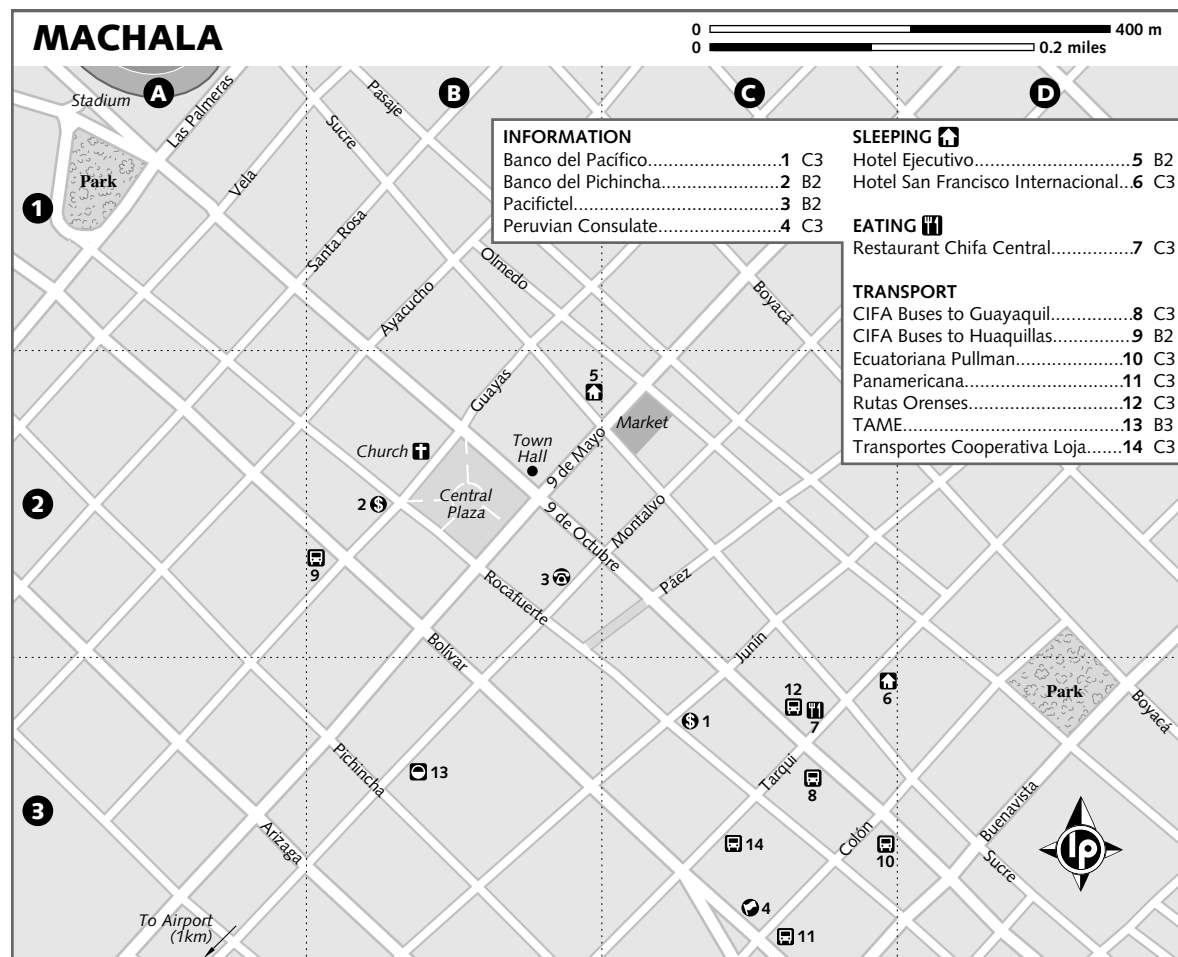 MACHALA
0 400 m
0 0.2 miles
A
B
C
D
1
2
3
INFORMATION
Banco del Pacífico.......................1 C3
Banco del Pichincha.....................2 B2
Pacifictel....................................3 B2
Peruvian Consulate......................4 C3
SLEEPING
Hotel Ejecutivo...........................5 B2
Hotel San Francisco Internacional...6 C3
EATING
Restaurant Chifa Central................7 C3
TRANSPORT
CIFA Buses to Guayaquil................8 C3
CIFA Buses to Huaquillas...............9 B2
Ecuatoriana Pullman...................10 C3
Panamericana............................11 C3
Rutas Orenses...........................12 C3
TAME.......................................13 B3
Transportes Cooperativa Loja.......14 C3
Stadium
Park
Las Palmeras
Vela
Santa Rosa
Ayacucho
Guayas
Pasaje
Sucre
Olmedo
Boyacá
5
Market
Church
Town
Hall
9 de Mayo
2 $
Central
Plaza
9 de Octubre
Montalvo
9
3
Rocafuerte
Páez
Bolívar
Junín
Park
Boyacá
12
7
6
$ 1
Pichincha
13
Tarqui
8
Buenavista
Arizaga
14
Colón
10
Sucre
lp
4
11
To Airport
(1km)